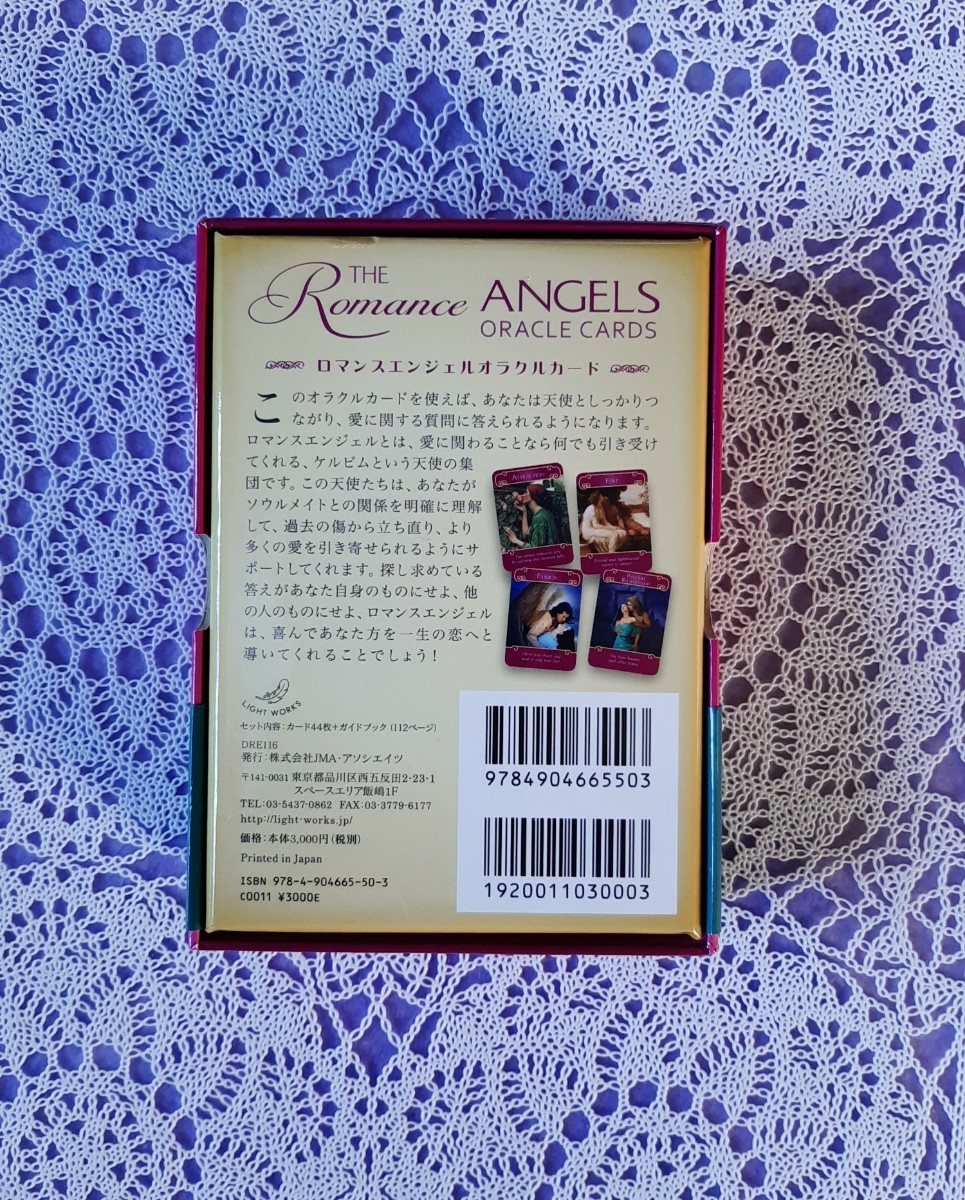 THE
Romance ANGELS
ORACLE CARDS
ロマンスエンジェルオラクルカード
このオラクルカードを使えば、あなたは天使としっかりつ
ながり、愛に関する質問に答えられるようになります。
ロマンスエンジェルとは、愛に関わることなら何でも引き受け
てくれる、ケルビムという天使の集
団です。この天使たちは、あなたが
ソウルメイトとの関係を明確に理解
して、過去の傷から立ち直り、より
多くの愛を引き寄せられるようにサ
ポートしてくれます。探し求めている
答えがあなた自身のものにせよ、他
の人のものにせよ、ロマンスエンジェル
は、喜んであなた方を一生の恋へと
導いてくれることでしょう!
LIGHT WORKS
セット内容:カード44枚+ガイドブック(112ページ)
DRE116
発行:株式会社JMA・アソシエイツ
〒141-0031 東京都品川区西五反田2-23-1
スペースエリア飯嶋1F
TEL:03-5437-0862 FAX:03-3779-6177
http://light-works.jp/
価格:本体3,000円(税別)
Printed in Japan
ISBN 978-4-904665-50-3
C0011 ¥3000E
9784904665503
1920011030003